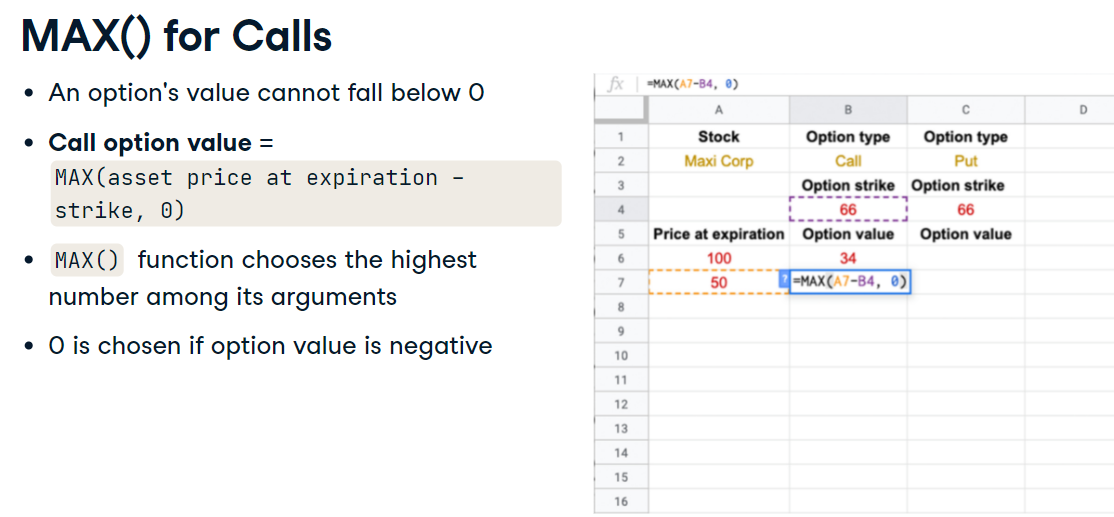 MAX() for Calls
• An option's value cannot fall below 0
• Call option value =
MAX(asset price at expiration –
strike, 0)
• MAX() function chooses the highest
number among its arguments
• 0 is chosen if option value is negative
fx =MAX(A7-B4, 0)
A B C D
1 Stock Option type Option type
2 Maxi Corp Call Put
3 Option strike Option strike
4 66 66
5 Price at expiration Option value Option value
6 100 34
7 50 ? =MAX(A7-B4, 0)
8
9
10
11
12
13
14
15
16